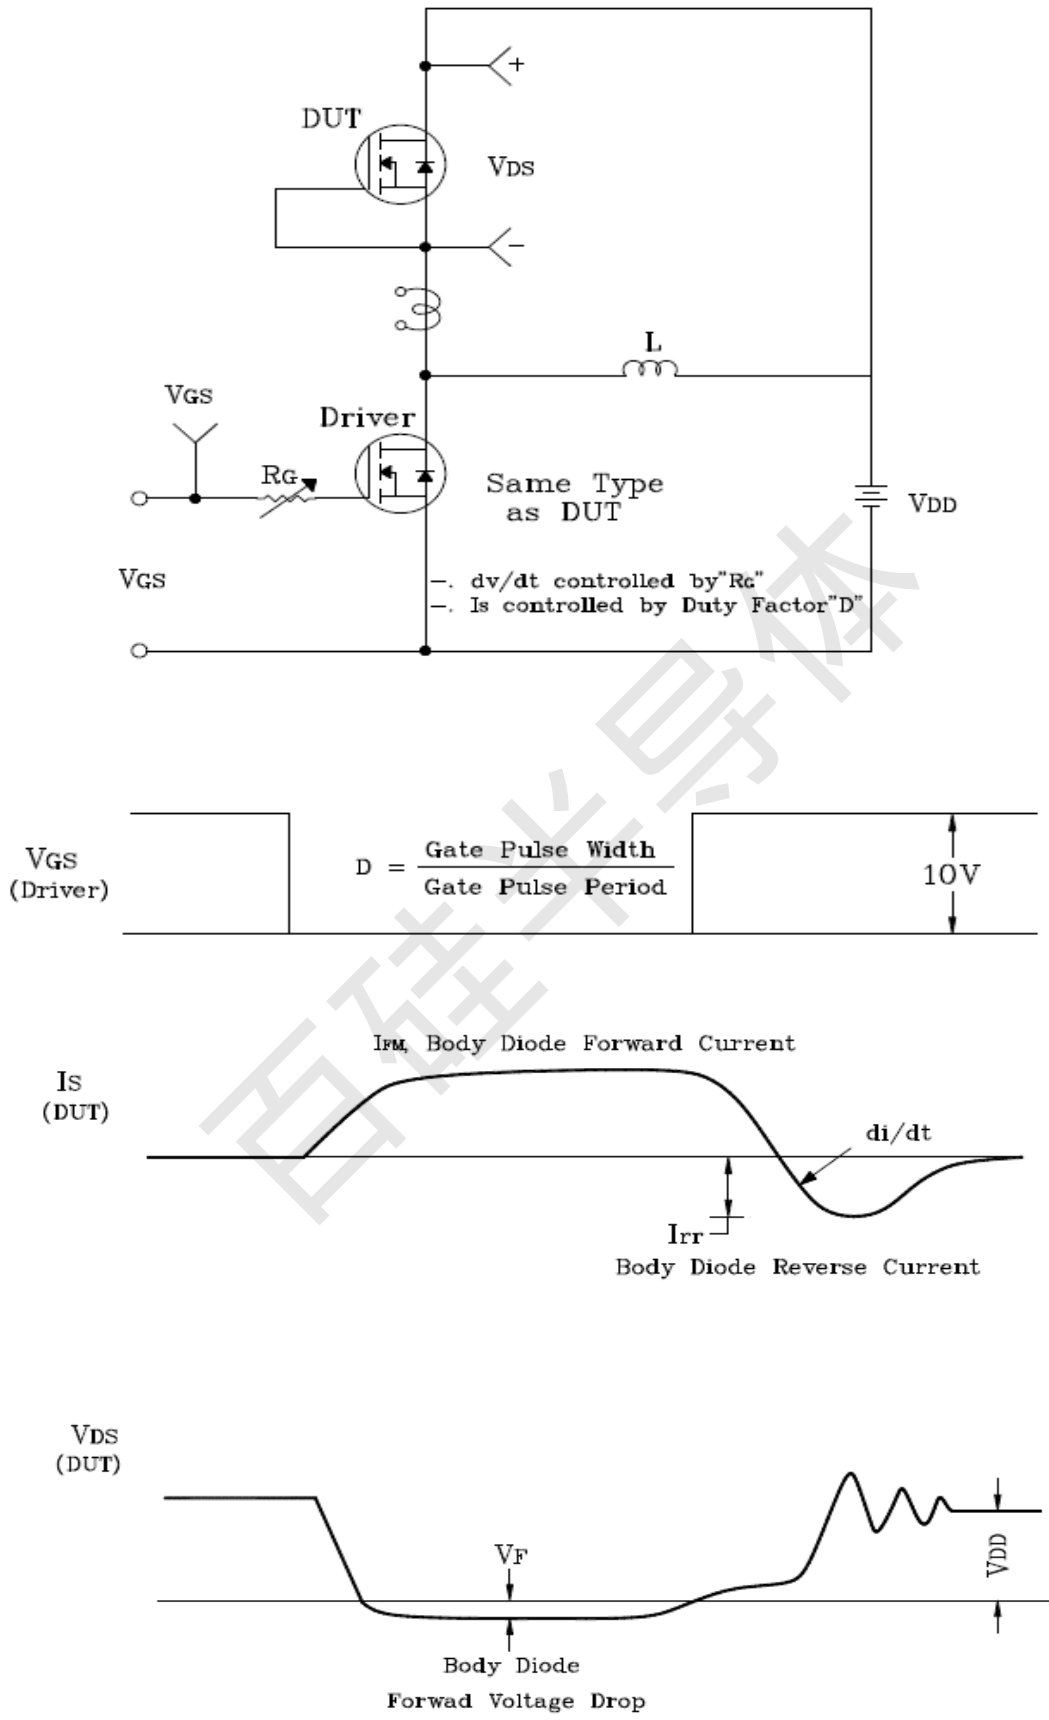 +
DUT
VDS
−
L
VGS
Driver
RG
Same Type
as DUT
VDD
VGS
−. dv/dt controlled by"RG"
−. Is controlled by Duty Factor"D"
VGS
(Driver)
D = Gate Pulse Width
Gate Pulse Period
10V
IFM, Body Diode Forward Current
IS
(DUT)
di/dt
Irr
Body Diode Reverse Current
VDS
(DUT)
VF
VDD
Body Diode
Forwad Voltage Drop
百硅半导体